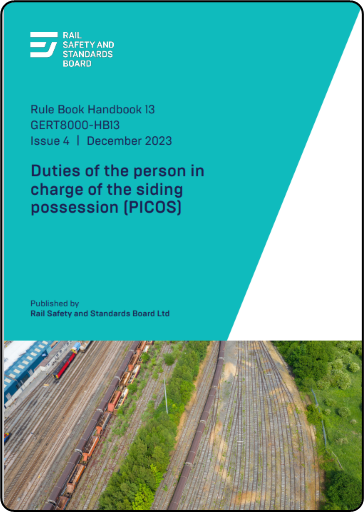 RAIL
SAFETY AND
STANDARDS
BOARD
Rule Book Handbook 13
GERT8000-HB13
Issue 4 | December 2023
Duties of the person in
charge of the siding
possession (PICOS)
Published by
Rail Safety and Standards Board Ltd